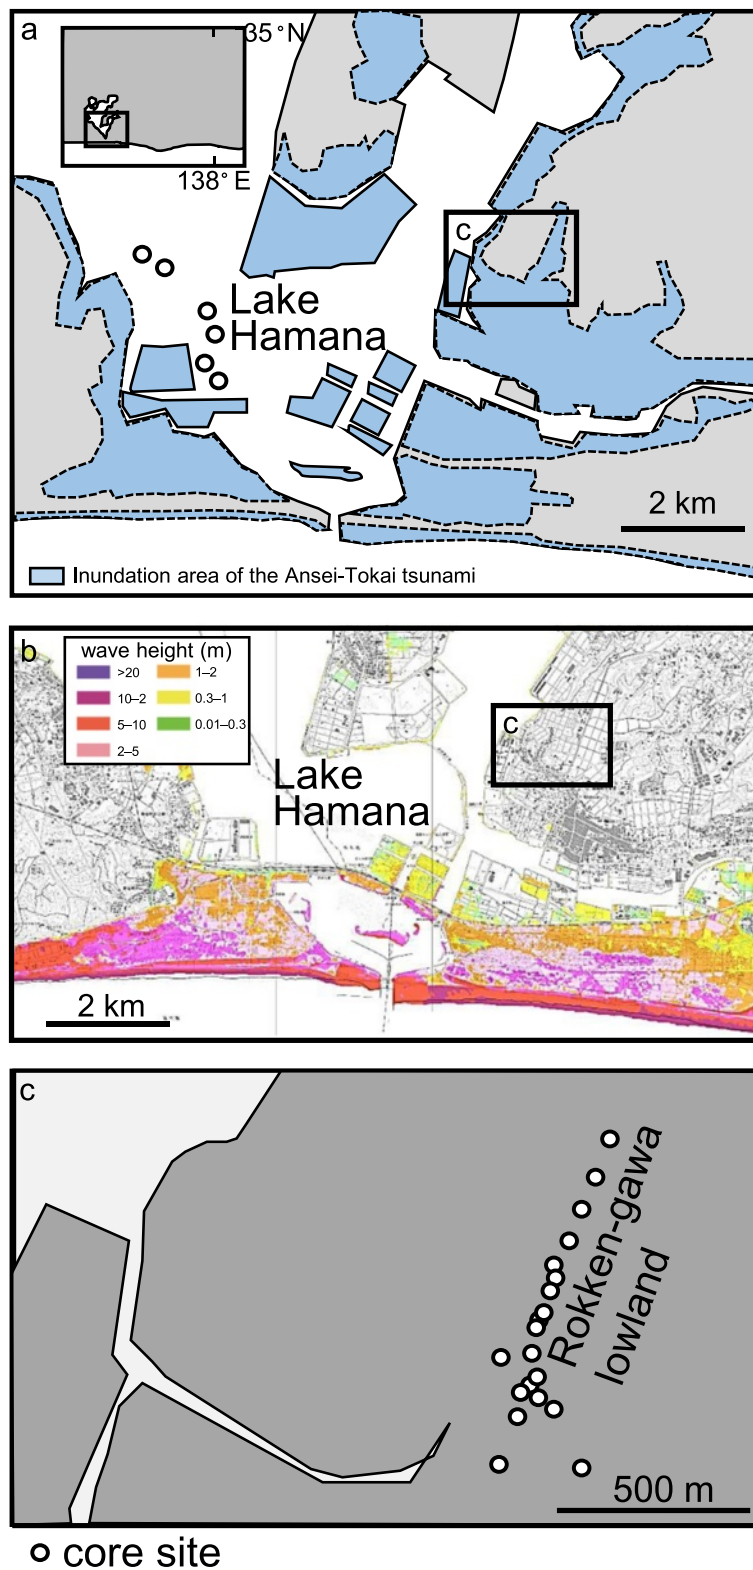 a
35°N
138°E
c
Lake
Hamana
2 km
Inundation area of the Ansei-Tokai tsunami
b
wave height (m)
>20
1–2
10–2
0.3–1
5–10
0.01–0.3
2–5
c
Lake
Hamana
2 km
c
Rokken-gawa
lowland
500 m
core site